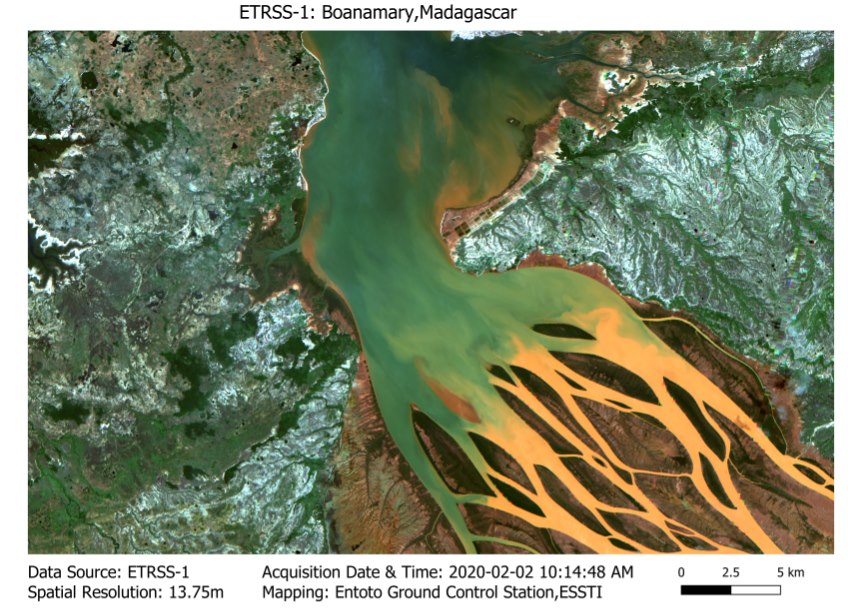 ETRSS-1: Boanamary,Madagascar
Data Source: ETRSS-1
Spatial Resolution: 13.75m
Acquisition Date & Time: 2020-02-02 10:14:48 AM
Mapping: Entoto Ground Control Station,ESSTI
0 2.5 5 km